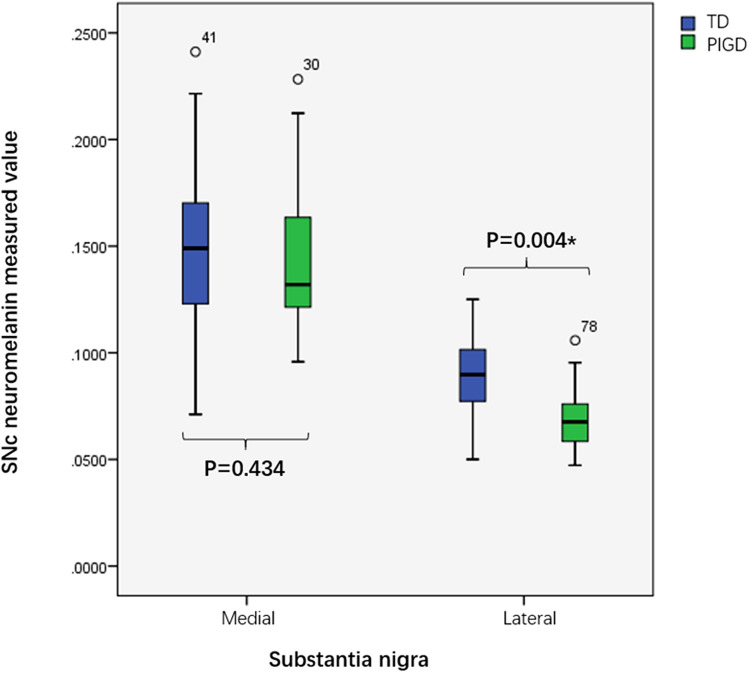 TD
PIGD
SNc neuromelanin measured value
.2500
.2000
.1500
.1000
.0500
.0000
41
30
P=0.004*
78
P=0.434
Medial
Lateral
Substantia nigra